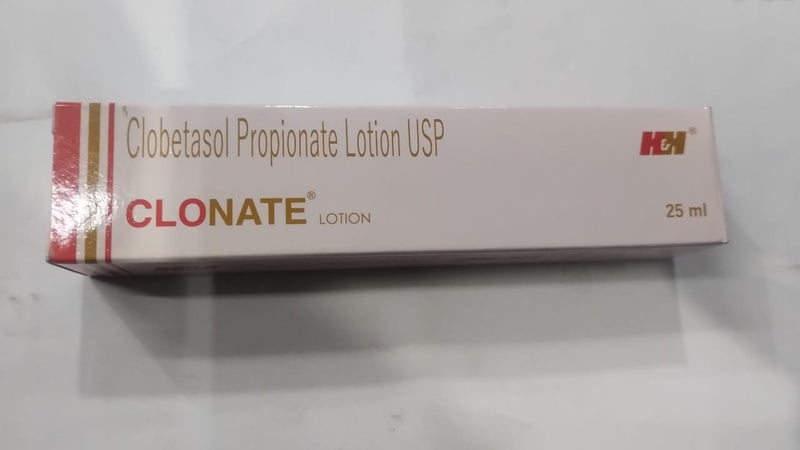 Clobetasol Propionate Lotion USP
H&H®
CLONATE® LOTION
25 ml